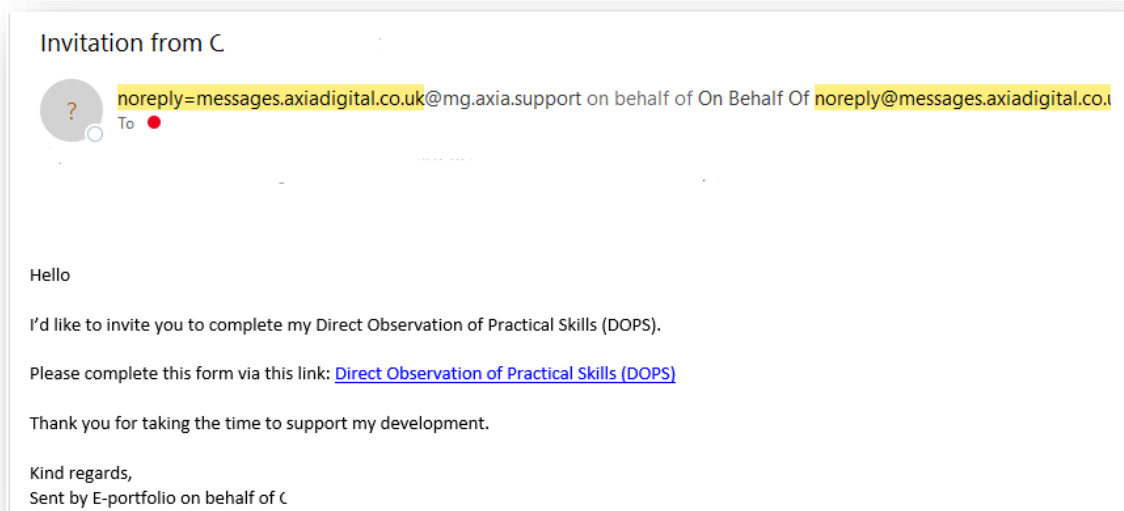 Invitation from C
?
noreply=messages.axiadigital.co.uk@mg.axia.support on behalf of On Behalf Of noreply@messages.axiadigital.co.u
To
Hello
I'd like to invite you to complete my Direct Observation of Practical Skills (DOPS).
Please complete this form via this link: Direct Observation of Practical Skills (DOPS)
Thank you for taking the time to support my development.
Kind regards,
Sent by E-portfolio on behalf of C